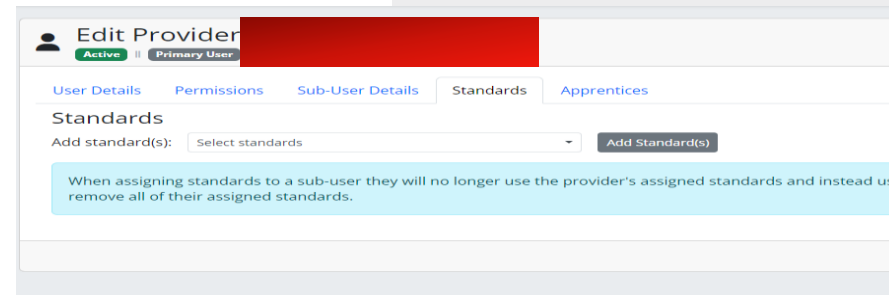 Edit Provider
Active || Primary User
User Details Permissions Sub-User Details Standards Apprentices
Standards
Add standard(s): Select standards Add Standard(s)
When assigning standards to a sub-user they will no longer use the provider's assigned standards and instead
remove all of their assigned standards.